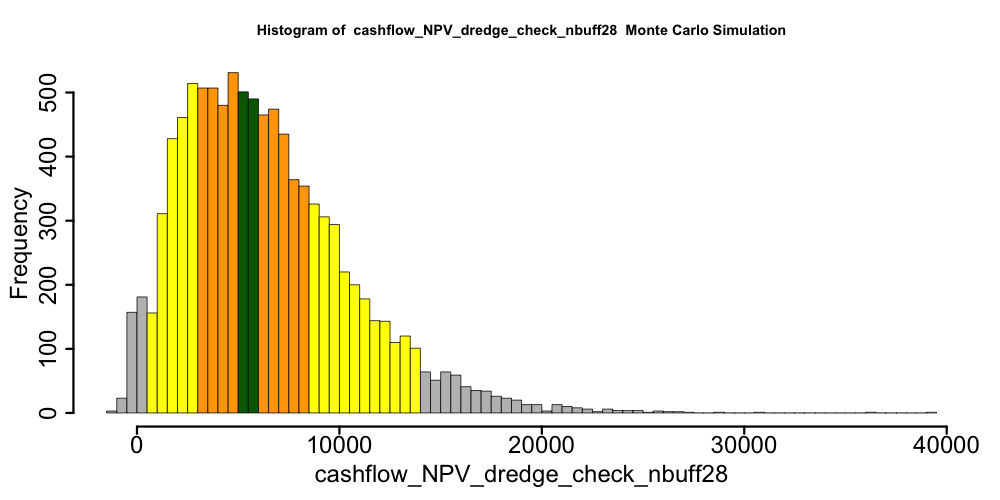 Histogram of  cashflow_NPV_dredge_check_nbuff28  Monte Carlo Simulation
Frequency
500
400
300
200
100
0
0 10000 20000 30000 40000
cashflow_NPV_dredge_check_nbuff28